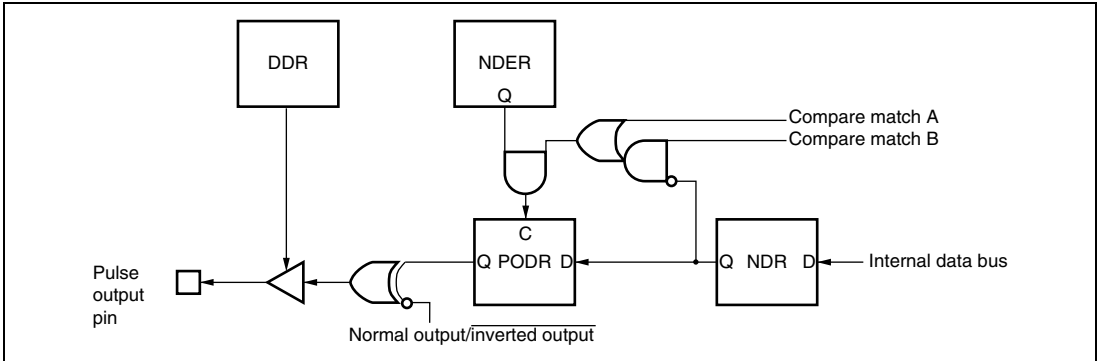 DDR
NDER
Q
Compare match A
Compare match B
C
Q PODR D
Q NDR D
Internal data bus
Pulse
output
pin
Normal output/inverted output